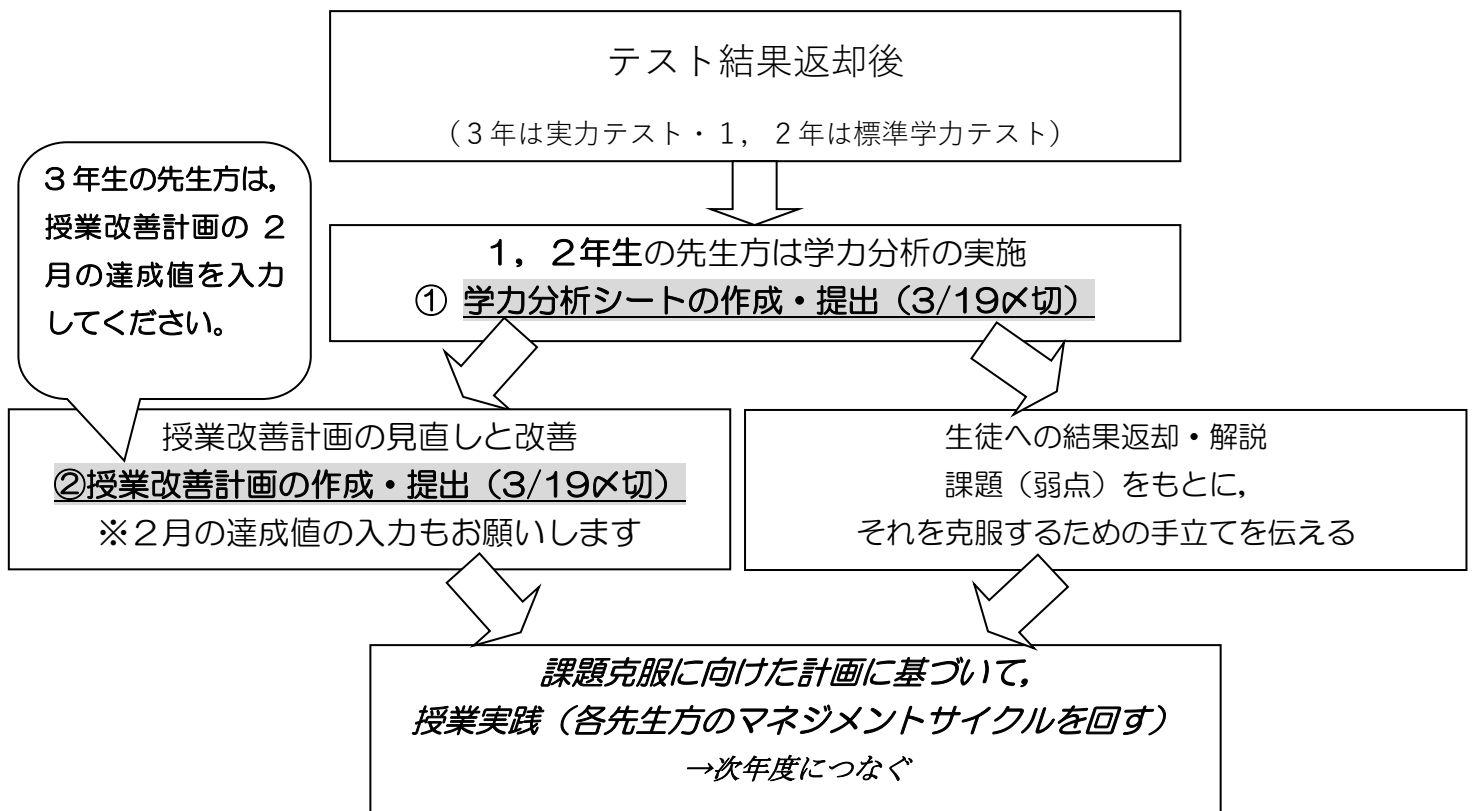 テスト結果返却後
（３年は実力テスト・１，２年は標準学力テスト）
３年生の先生方は，
授業改善計画の ２
月の達成値を入力
してください。
１，２年生の先生方は学力分析の実施
① 学力分析シートの作成・提出（3/19〆切）
授業改善計画の見直しと改善
②授業改善計画の作成・提出（3/19〆切）
※２月の達成値の入力もお願いします
生徒への結果返却・解説
課題（弱点）をもとに，
それを克服するための手立てを伝える
課題克服に向けた計画に基づいて，
授業実践（各先生方のマネジメントサイクルを回す）
→次年度につなぐ